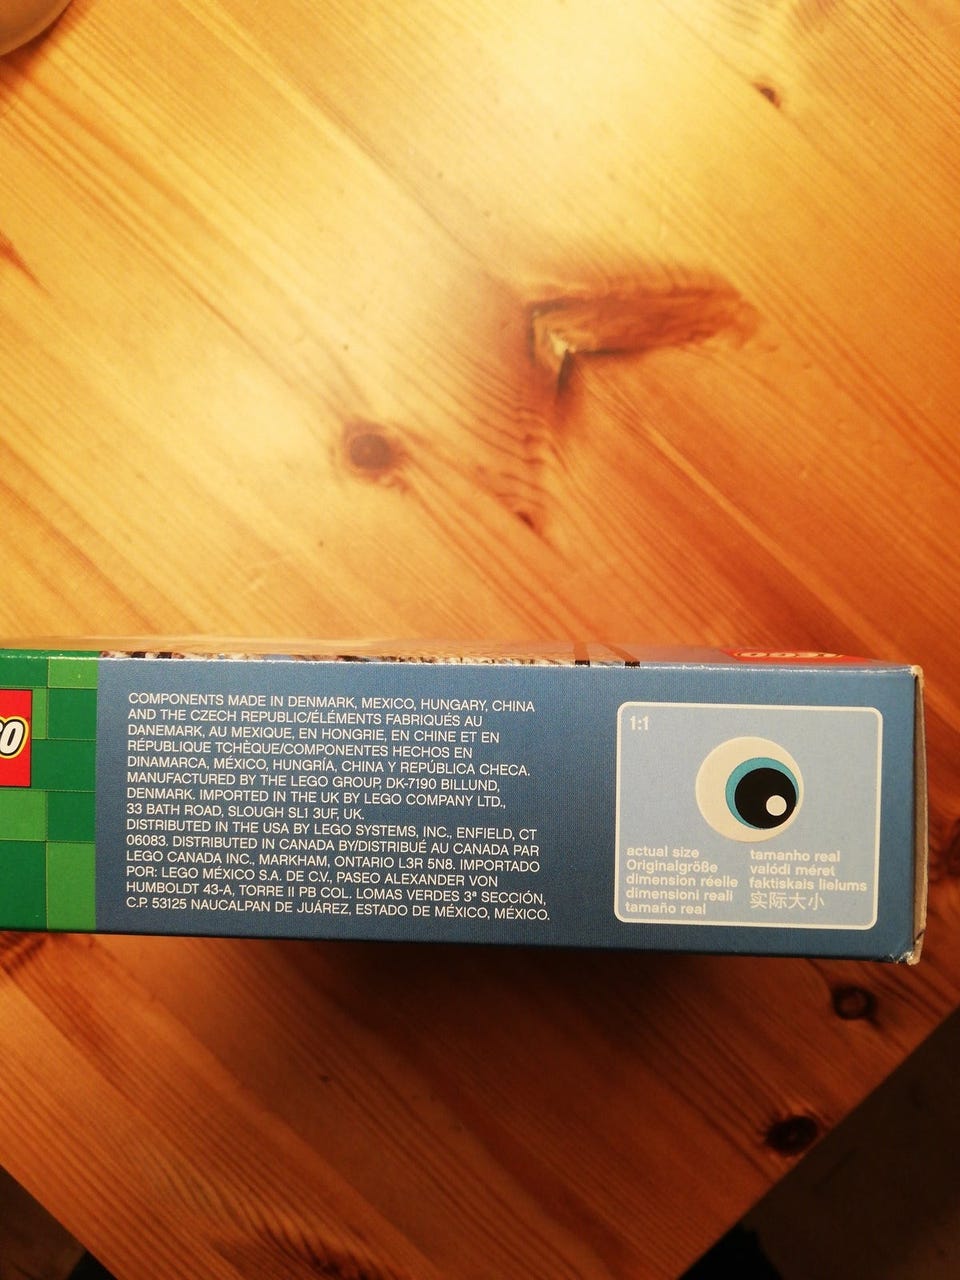 COMPONENTS MADE IN DENMARK, MEXICO, HUNGARY, CHINA
AND THE CZECH REPUBLIC/ÉLÉMENTS FABRIQUÉS AU
DANEMARK, AU MEXIQUE, EN HONGRIE, EN CHINE ET EN
RÉPUBLIQUE TCHÈQUE/COMPONENTES HECHOS EN
DINAMARCA, MÉXICO, HUNGRÍA, CHINA Y REPÚBLICA CHECA.
MANUFACTURED BY THE LEGO GROUP, DK-7190 BILLUND,
DENMARK. IMPORTED IN THE UK BY LEGO COMPANY LTD.,
33 BATH ROAD, SLOUGH SL1 3UF, UK.
DISTRIBUTED IN THE USA BY LEGO SYSTEMS, INC., ENFIELD, CT
06083. DISTRIBUTED IN CANADA BY/DISTRIBUÉ AU CANADA PAR
LEGO CANADA INC., MARKHAM, ONTARIO L3R 5N8. IMPORTADO
POR: LEGO MÉXICO S.A. DE C.V., PASEO ALEXANDER VON
HUMBOLDT 43-A, TORRE II PB COL. LOMAS VERDES 3ª SECCIÓN,
C.P. 53125 NAUCALPAN DE JUÁREZ, ESTADO DE MÉXICO, MÉXICO.
1:1
actual size
Originalgröße
dimension réelle
dimensioni reali
tamaño real
tamanho real
valódi méret
faktiskais lielums
实际大小